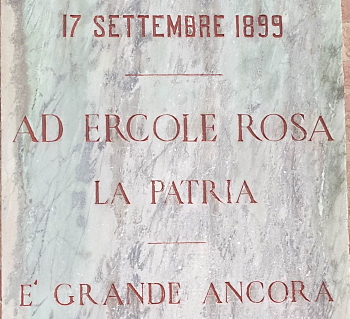 17 SETTEMBRE 1899
AD ERCOLE ROSA
LA PATRIA
E' GRANDE ANCORA